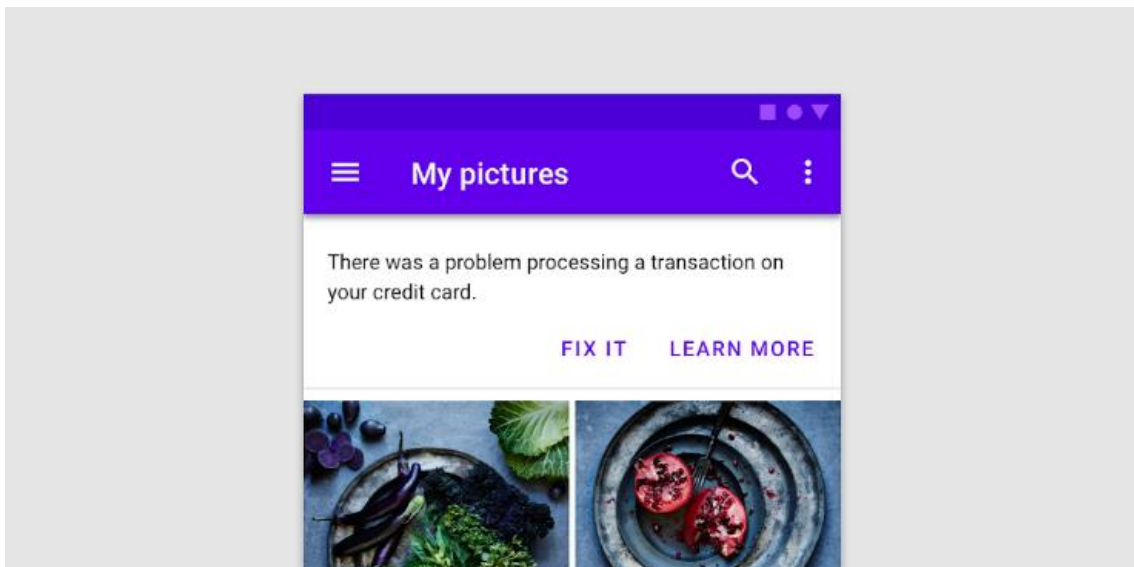 My pictures
There was a problem processing a transaction on
your credit card.
FIX IT LEARN MORE